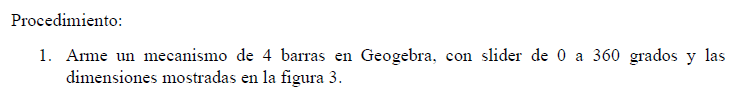 Procedimiento:
1. Arme un mecanismo de 4 barras en Geogebra, con slider de 0 a 360 grados y las
dimensiones mostradas en la figura 3.